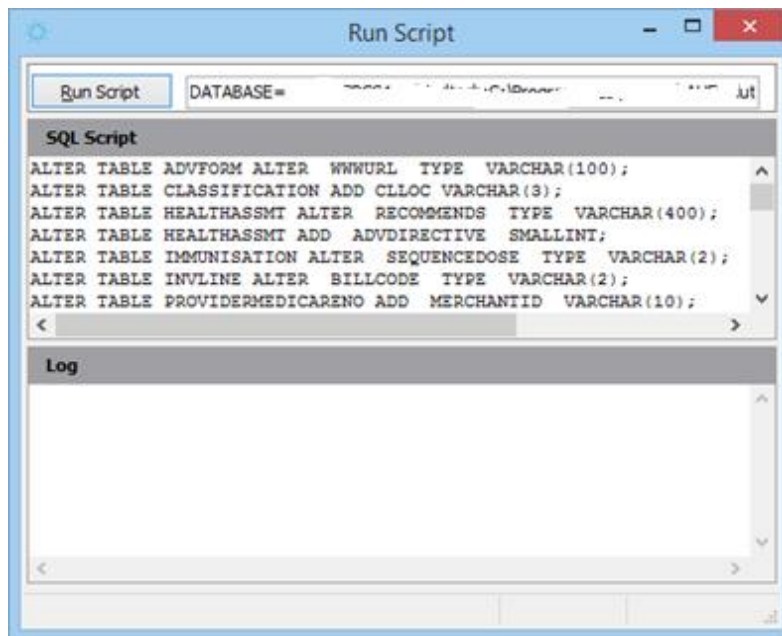 Run Script
Run Script DATABASE=
SQL Script
ALTER TABLE ADVFORM ALTER WWWURL TYPE VARCHAR(100);
ALTER TABLE CLASSIFICATION ADD CLLOC VARCHAR(3);
ALTER TABLE HEALTHASSMT ALTER RECOMMENDS TYPE VARCHAR(400);
ALTER TABLE HEALTHASSMT ADD ADVDIRECTIVE SMALLINT;
ALTER TABLE IMMUNISATION ALTER SEQUENCEDOSE TYPE VARCHAR(2);
ALTER TABLE INVLINE ALTER BILLCODE TYPE VARCHAR(2);
ALTER TABLE PROVIDERMEDICARENO ADD MERCHANTID VARCHAR(10);
Log